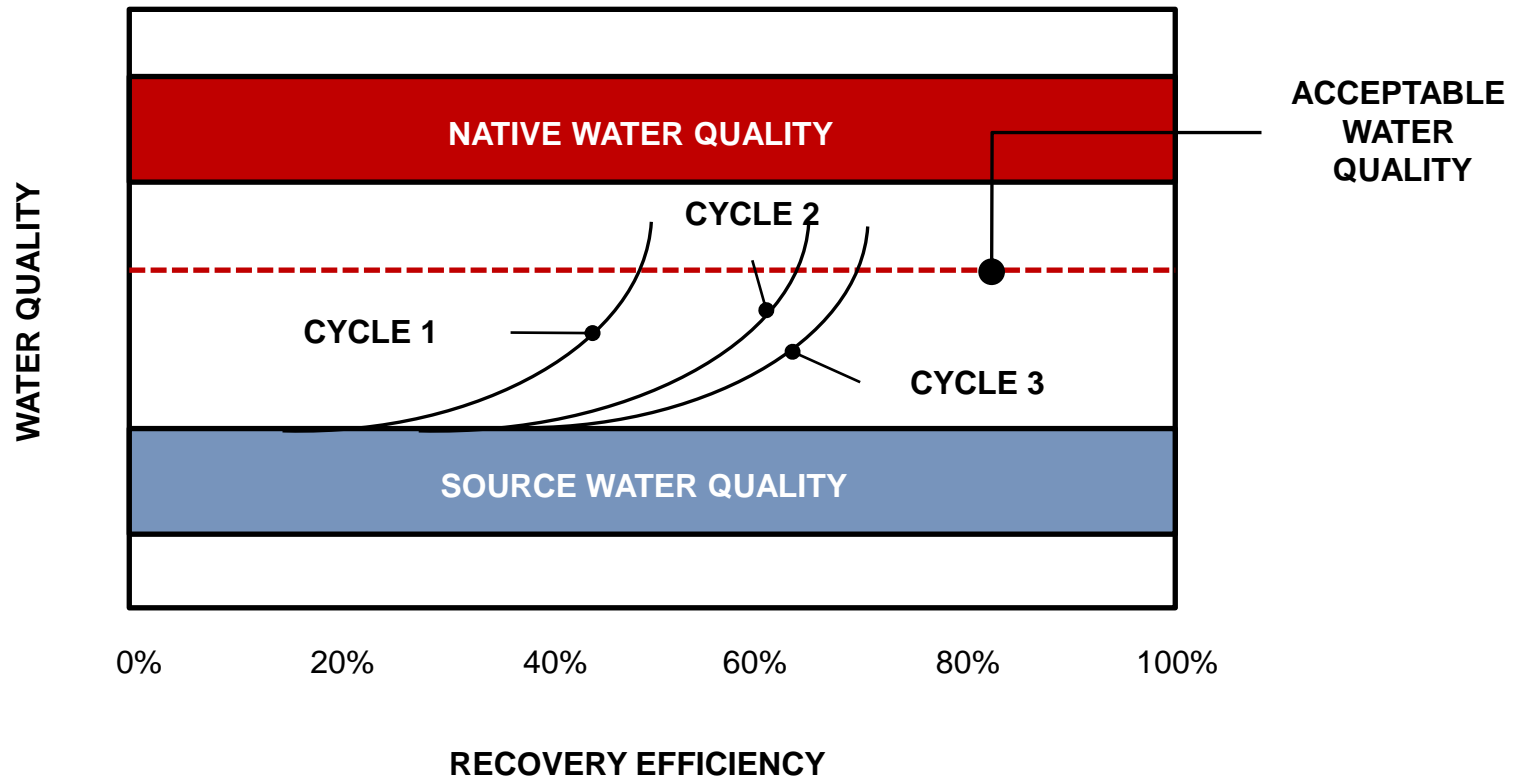 ACCEPTABLE
WATER
QUALITY
NATIVE WATER QUALITY
CYCLE 2
CYCLE 1
CYCLE 3
SOURCE WATER QUALITY
WATER QUALITY
0% 20% 40% 60% 80% 100%
RECOVERY EFFICIENCY